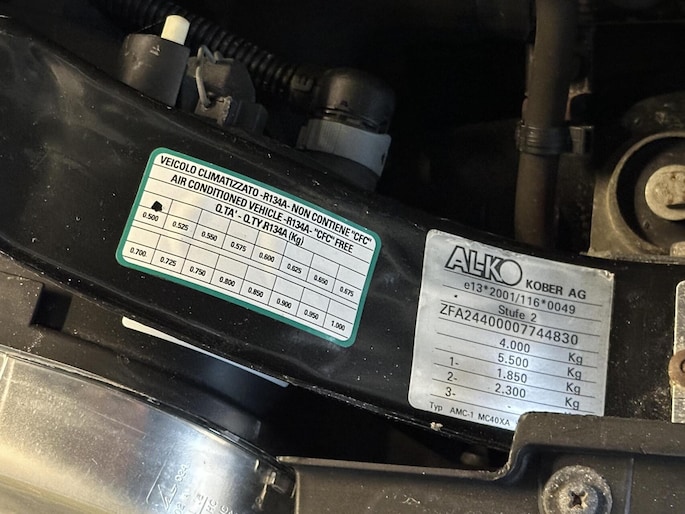 VEICOLO CLIMATIZZATO -R134A- NON CONTIENE "CFC"
AIR CONDITIONED VEHICLE -R134A- "CFC" FREE
Q.TA' - Q.TY R134A (Kg)
0.500 0.525 0.550 0.575 0.600 0.625 0.650 0.675
0.700 0.725 0.750 0.800 0.850 0.900 0.950 1.000
AL-KO KOBER AG
e13*2001/116*0049
Stufe 2
ZFA24400007744830
4.000 Kg
1- 5.500 Kg
2- 1.850 Kg
3- 2.300 Kg
Typ AMC-1 MC40XA